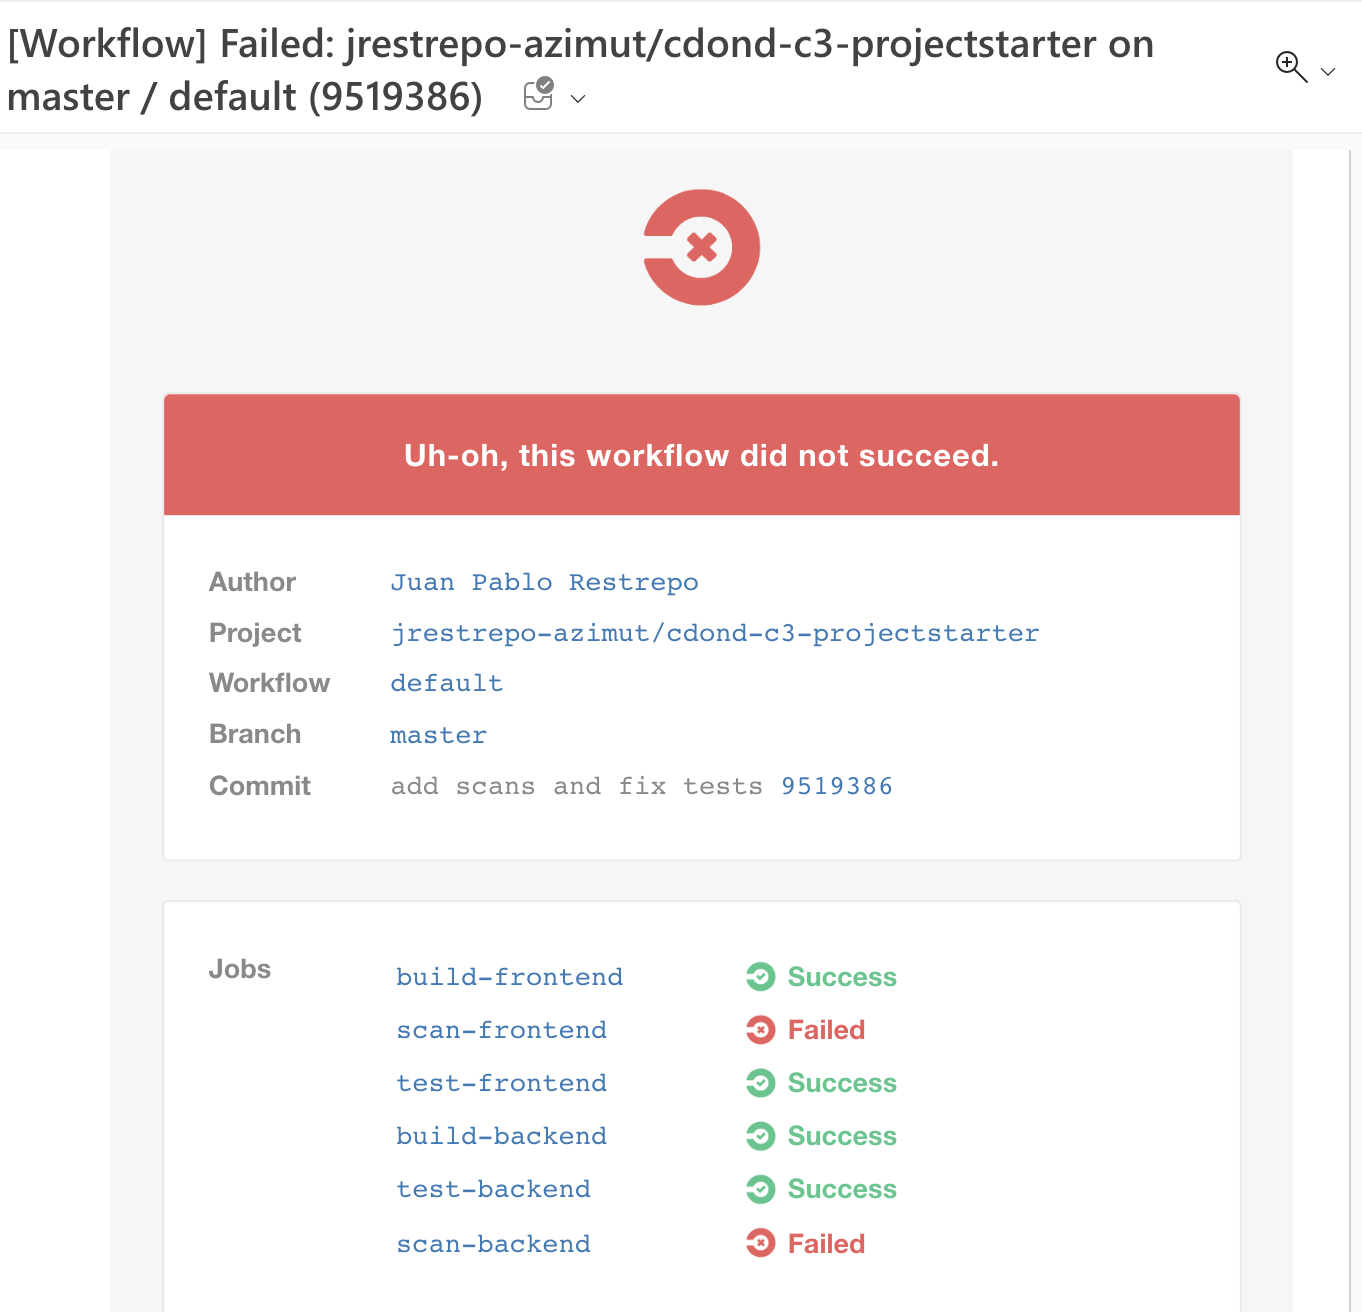 [Workflow] Failed: jrestrepo-azimut/cdond-c3-projectstarter on
master / default (9519386)
Uh-oh, this workflow did not succeed.
Author Juan Pablo Restrepo
Project jrestrepo-azimut/cdond-c3-projectstarter
Workflow default
Branch master
Commit add scans and fix tests 9519386
Jobs build-frontend Success
scan-frontend Failed
test-frontend Success
build-backend Success
test-backend Success
scan-backend Failed